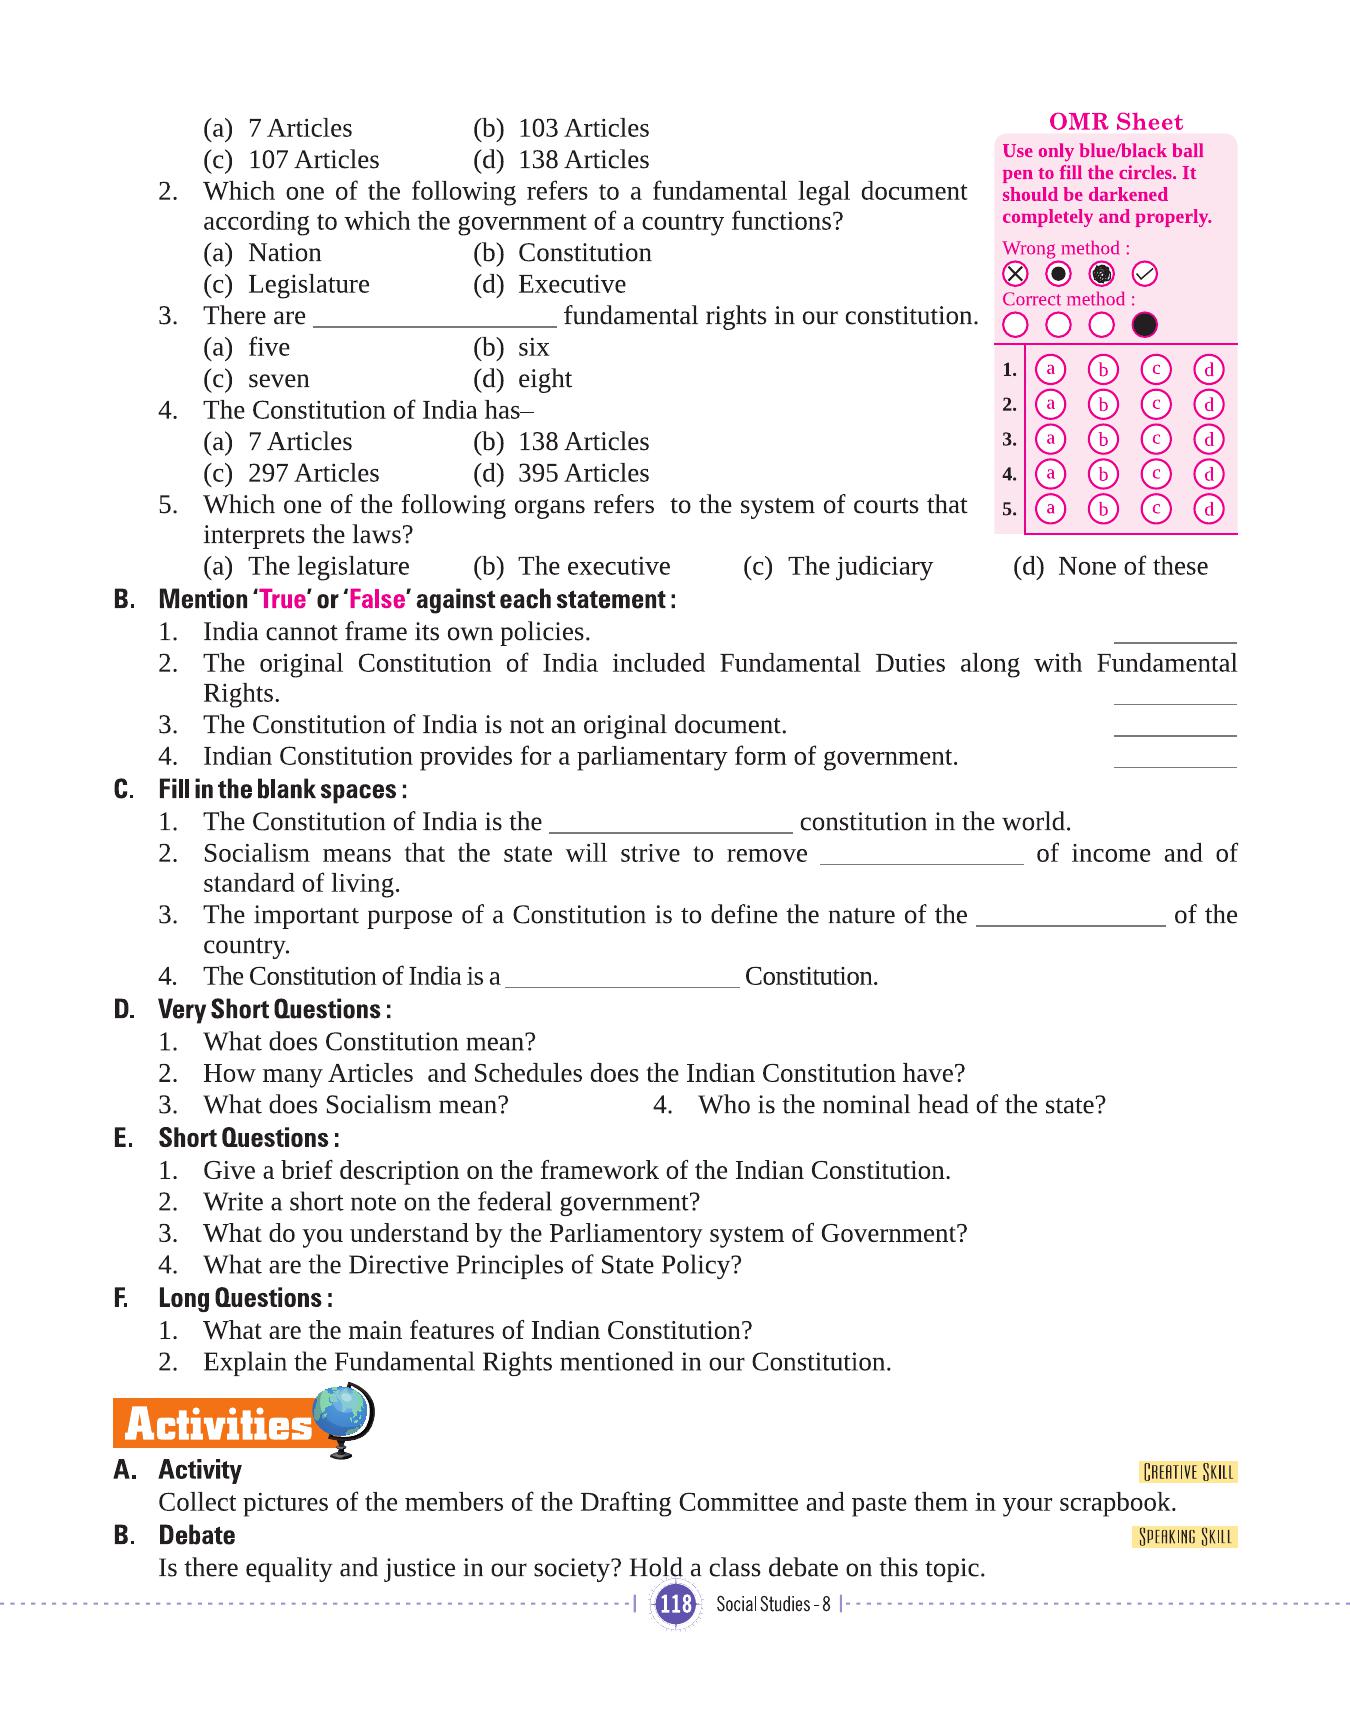 (a) 7 Articles (b) 103 Articles
(c) 107 Articles (d) 138 Articles
2. Which one of the following refers to a fundamental legal document
according to which the government of a country functions?
(a) Nation (b) Constitution
(c) Legislature (d) Executive
3. There are __________________ fundamental rights in our constitution.
(a) five (b) six
(c) seven (d) eight
4. The Constitution of India has–
(a) 7 Articles (b) 138 Articles
(c) 297 Articles (d) 395 Articles
5. Which one of the following organs refers to the system of courts that
interprets the laws?
(a) The legislature (b) The executive (c) The judiciary (d) None of these
OMR Sheet
Use only blue/black ball
pen to fill the circles. It
should be darkened
completely and properly.
Wrong method :
Correct method :
1. a b c d
2. a b c d
3. a b c d
4. a b c d
5. a b c d
B. Mention ‘True’ or ‘False’ against each statement :
1. India cannot frame its own policies. _________
2. The original Constitution of India included Fundamental Duties along with Fundamental
Rights. _________
3. The Constitution of India is not an original document. _________
4. Indian Constitution provides for a parliamentary form of government. _________
C. Fill in the blank spaces :
1. The Constitution of India is the __________________ constitution in the world.
2. Socialism means that the state will strive to remove _______________ of income and of
standard of living.
3. The important purpose of a Constitution is to define the nature of the ______________ of the
country.
4. The Constitution of India is a _________________ Constitution.
D. Very Short Questions :
1. What does Constitution mean?
2. How many Articles and Schedules does the Indian Constitution have?
3. What does Socialism mean? 4. Who is the nominal head of the state?
E. Short Questions :
1. Give a brief description on the framework of the Indian Constitution.
2. Write a short note on the federal government?
3. What do you understand by the Parliamentory system of Government?
4. What are the Directive Principles of State Policy?
F. Long Questions :
1. What are the main features of Indian Constitution?
2. Explain the Fundamental Rights mentioned in our Constitution.
Activities
A. Activity CREATIVE SKILL
Collect pictures of the members of the Drafting Committee and paste them in your scrapbook.
B. Debate SPEAKING SKILL
Is there equality and justice in our society? Hold a class debate on this topic.
118 Social Studies - 8